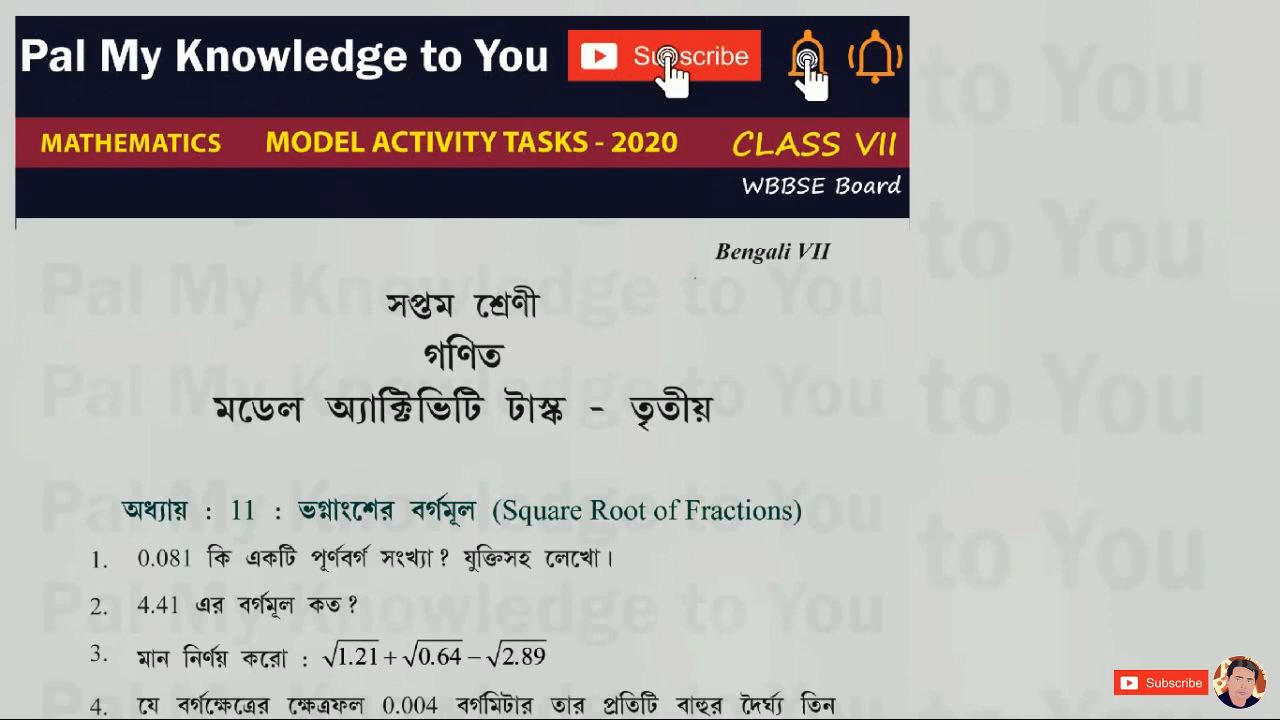 Pal My Knowledge to You Subscribe
MATHEMATICS MODEL ACTIVITY TASKS - 2020 CLASS VII
WBBSE Board
Bengali VII
সপ্তম শ্রেণী
গণিত
মডেল অ্যাক্টিভিটি টাস্ক - তৃতীয়
অধ্যায় : 11 : ভগ্নাংশের বর্গমূল (Square Root of Fractions)
1. 0.081 কি একটি পূর্ণবর্গ সংখ্যা? যুক্তিসহ লেখো।
2. 4.41 এর বর্গমূল কত?
3. মান নির্ণয় করো : √1.21 + √0.64 − √2.89
4. যে বর্গক্ষেত্রের ক্ষেত্রফল 0.004 বর্গমিটার তার প্রতিটি বাহুর দৈর্ঘ্য তিন
Subscribe